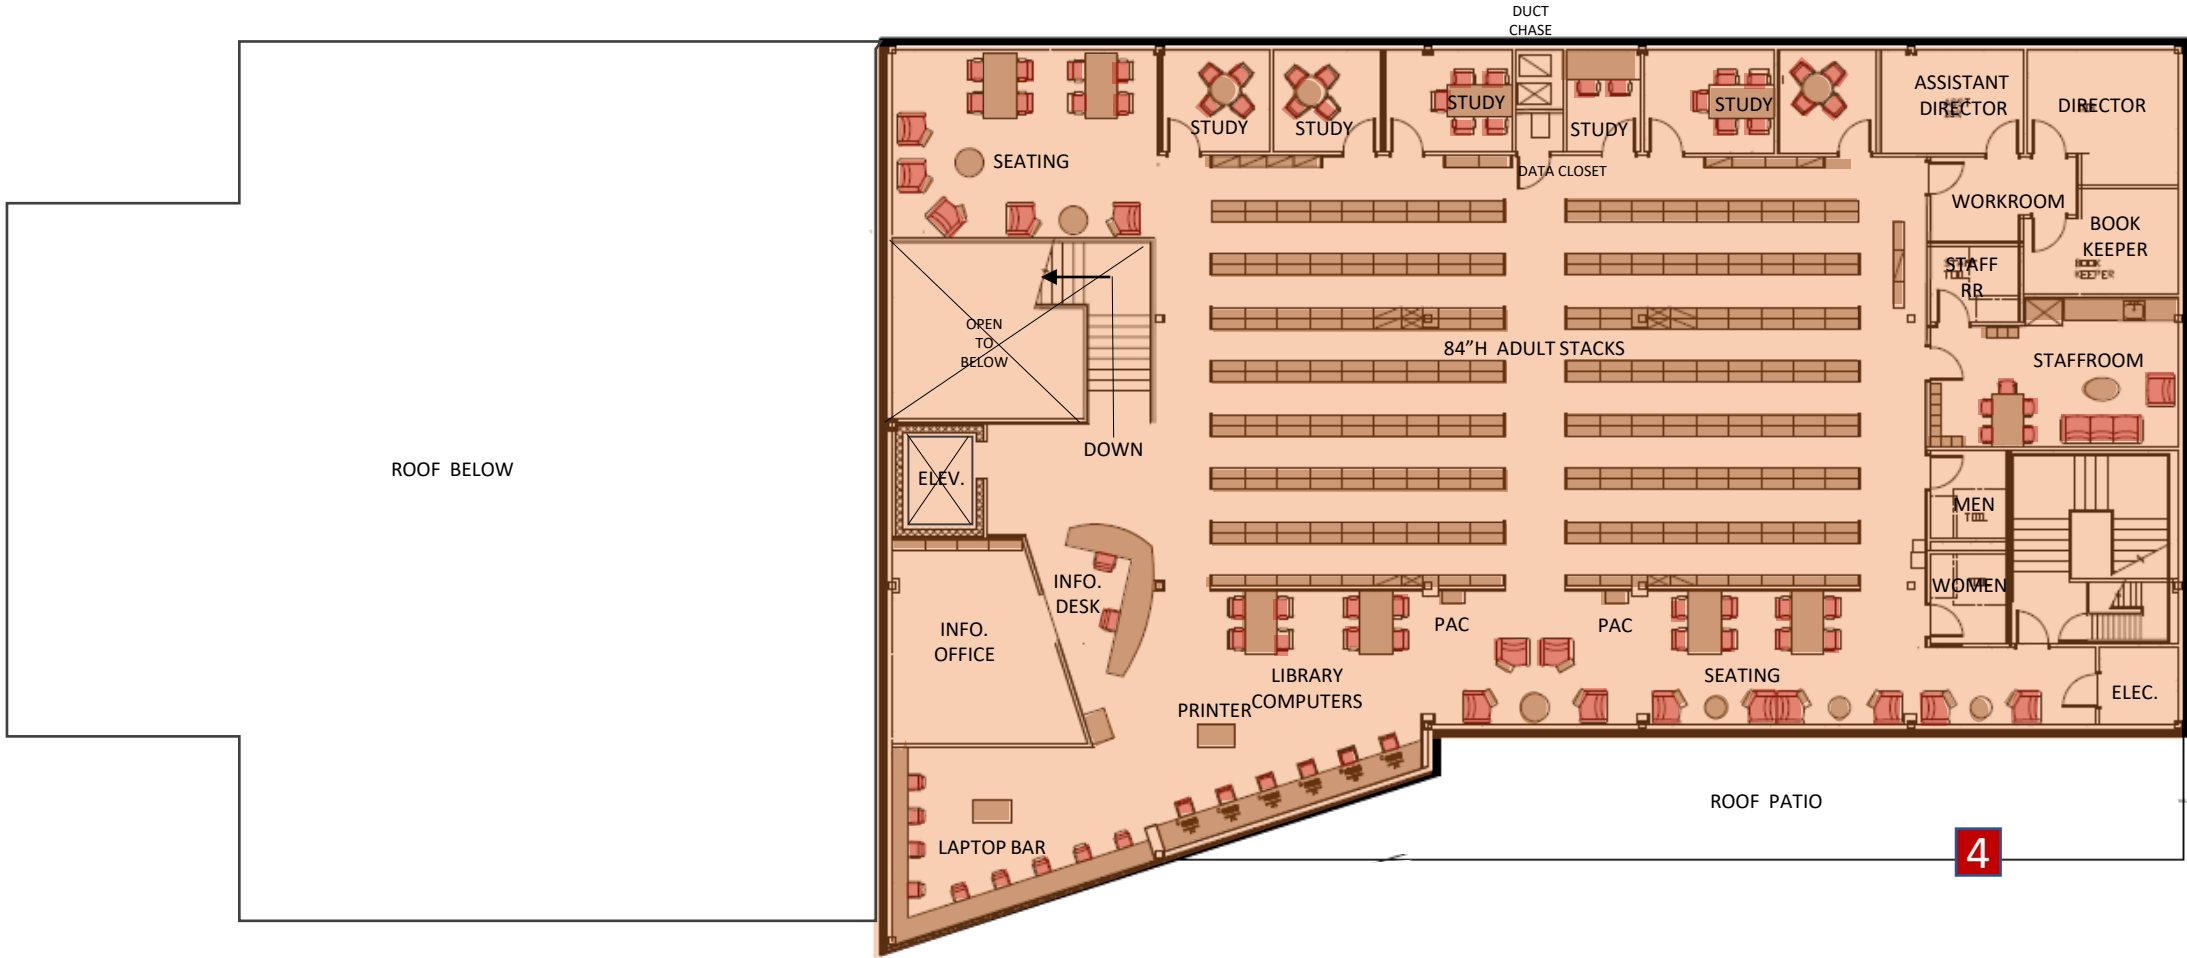 DUCT
CHASE
STUDY
STUDY
STUDY
STUDY
STUDY
ASSISTANT
DIRECTOR
DIRECTOR
SEATING
DATA CLOSET
WORKROOM
BOOK
KEEPER
BOOK
KEEPER
STAFF
RR
OPEN
TO
BELOW
84”H ADULT STACKS
STAFFROOM
DOWN
ROOF BELOW
ELEV.
MEN
INFO.
DESK
WOMEN
INFO.
OFFICE
PAC
PAC
LIBRARY
COMPUTERS
SEATING
ELEC.
PRINTER
ROOF PATIO
LAPTOP BAR
4